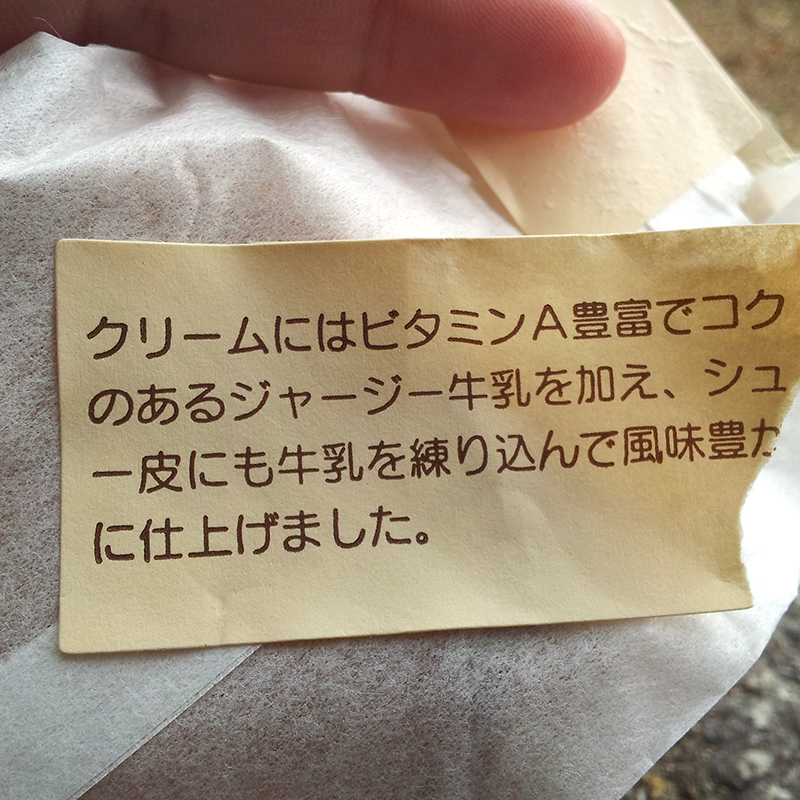 クリームにはビタミンA豊富でコク
のあるジャージー牛乳を加え、シュ
ー皮にも牛乳を練り込んで風味豊か
に仕上げました。